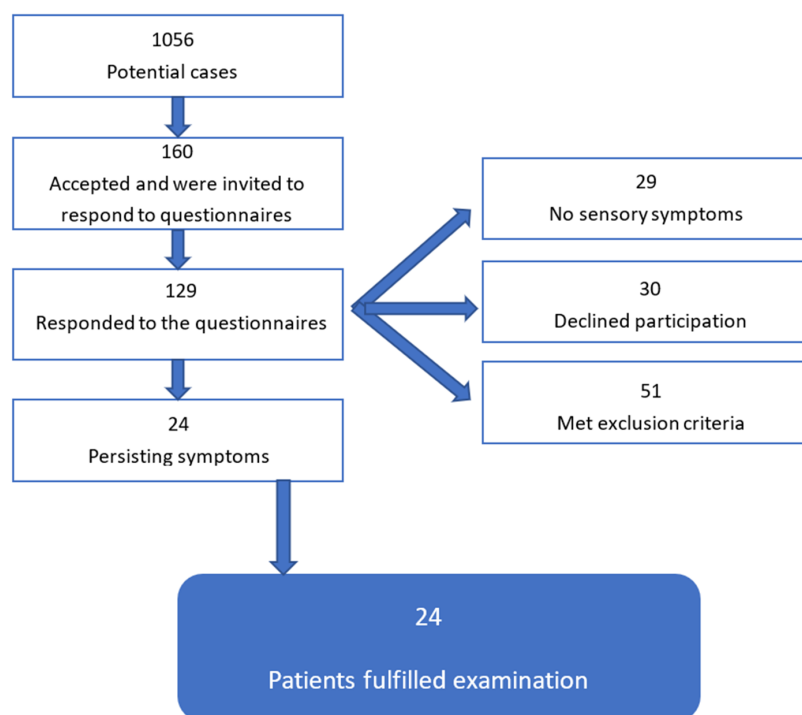 1056
Potential cases
160
Accepted and were invited to
respond to questionnaires
129
Responded to the questionnaires
24
Persisting symptoms
29
No sensory symptoms
30
Declined participation
51
Met exclusion criteria
24
Patients fulfilled examination